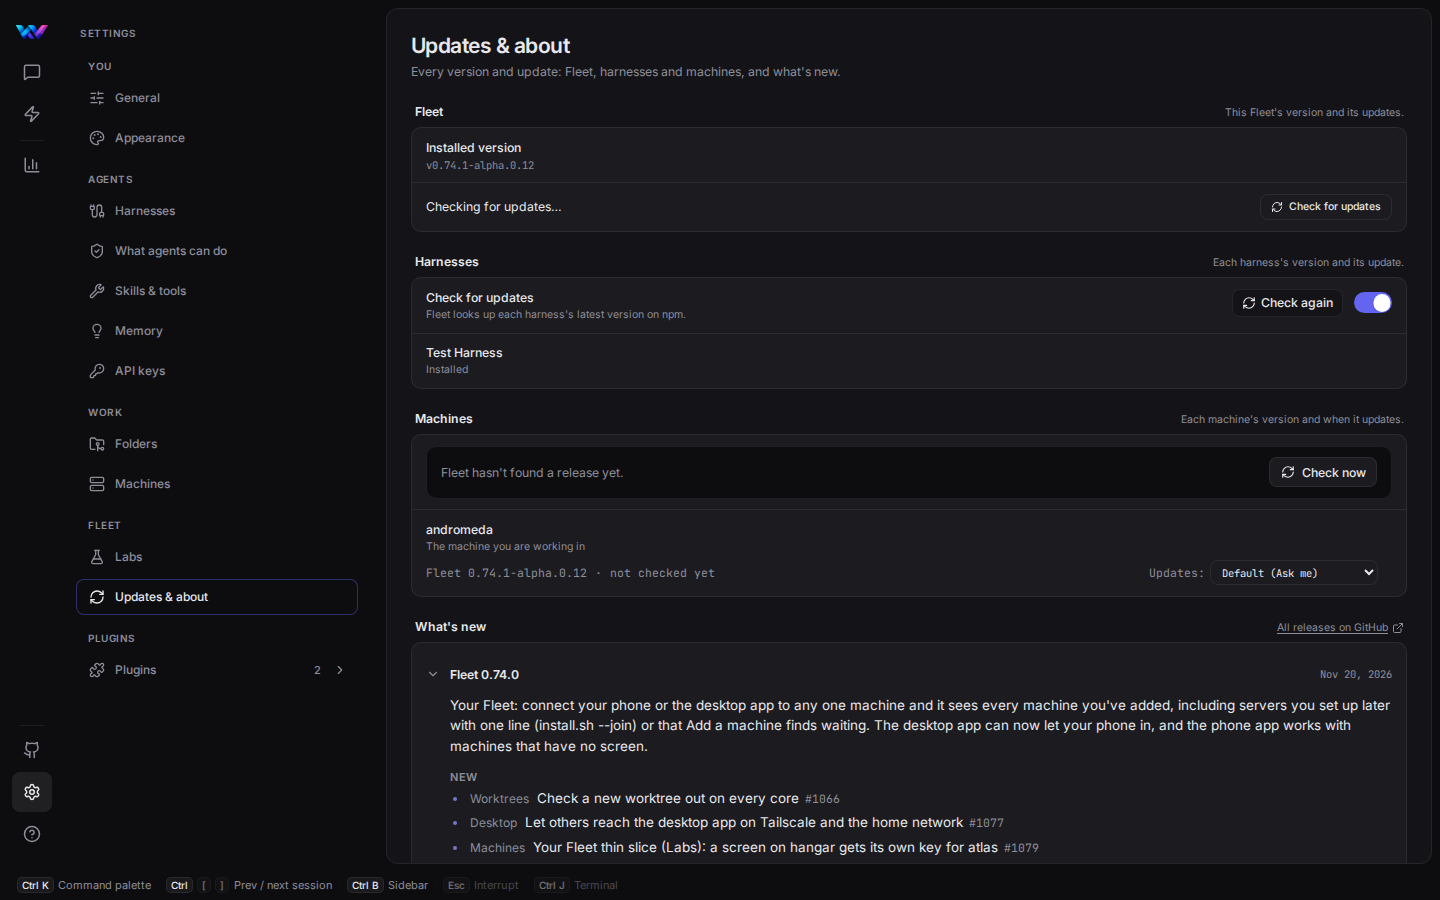 SETTINGS
YOU
General
Appearance
AGENTS
Harnesses
What agents can do
Skills & tools
Memory
API keys
WORK
Folders
Machines
FLEET
Labs
Updates & about
PLUGINS
Plugins 2
Updates & about
Every version and update: Fleet, harnesses and machines, and what's new.
Fleet This Fleet's version and its updates.
Installed version
v0.74.1-alpha.0.12
Checking for updates... Check for updates
Harnesses Each harness's version and its update.
Check for updates Check again
Fleet looks up each harness's latest version on npm.
Test Harness
Installed
Machines Each machine's version and when it updates.
Fleet hasn't found a release yet. Check now
andromeda
The machine you are working in
Fleet 0.74.1-alpha.0.12 · not checked yet Updates: Default (Ask me)
What's new All releases on GitHub
Fleet 0.74.0 Nov 20, 2026
Your Fleet: connect your phone or the desktop app to any one machine and it sees every machine you've added, including servers you set up later
with one line (install.sh --join) or that Add a machine finds waiting. The desktop app can now let your phone in, and the phone app works with
machines that have no screen.
NEW
Worktrees Check a new worktree out on every core #1066
Desktop Let others reach the desktop app on Tailscale and the home network #1077
Machines Your Fleet thin slice (Labs): a screen on hangar gets its own key for atlas #1079
Ctrl K Command palette Ctrl [ ] Prev / next session Ctrl B Sidebar Esc Interrupt Ctrl J Terminal